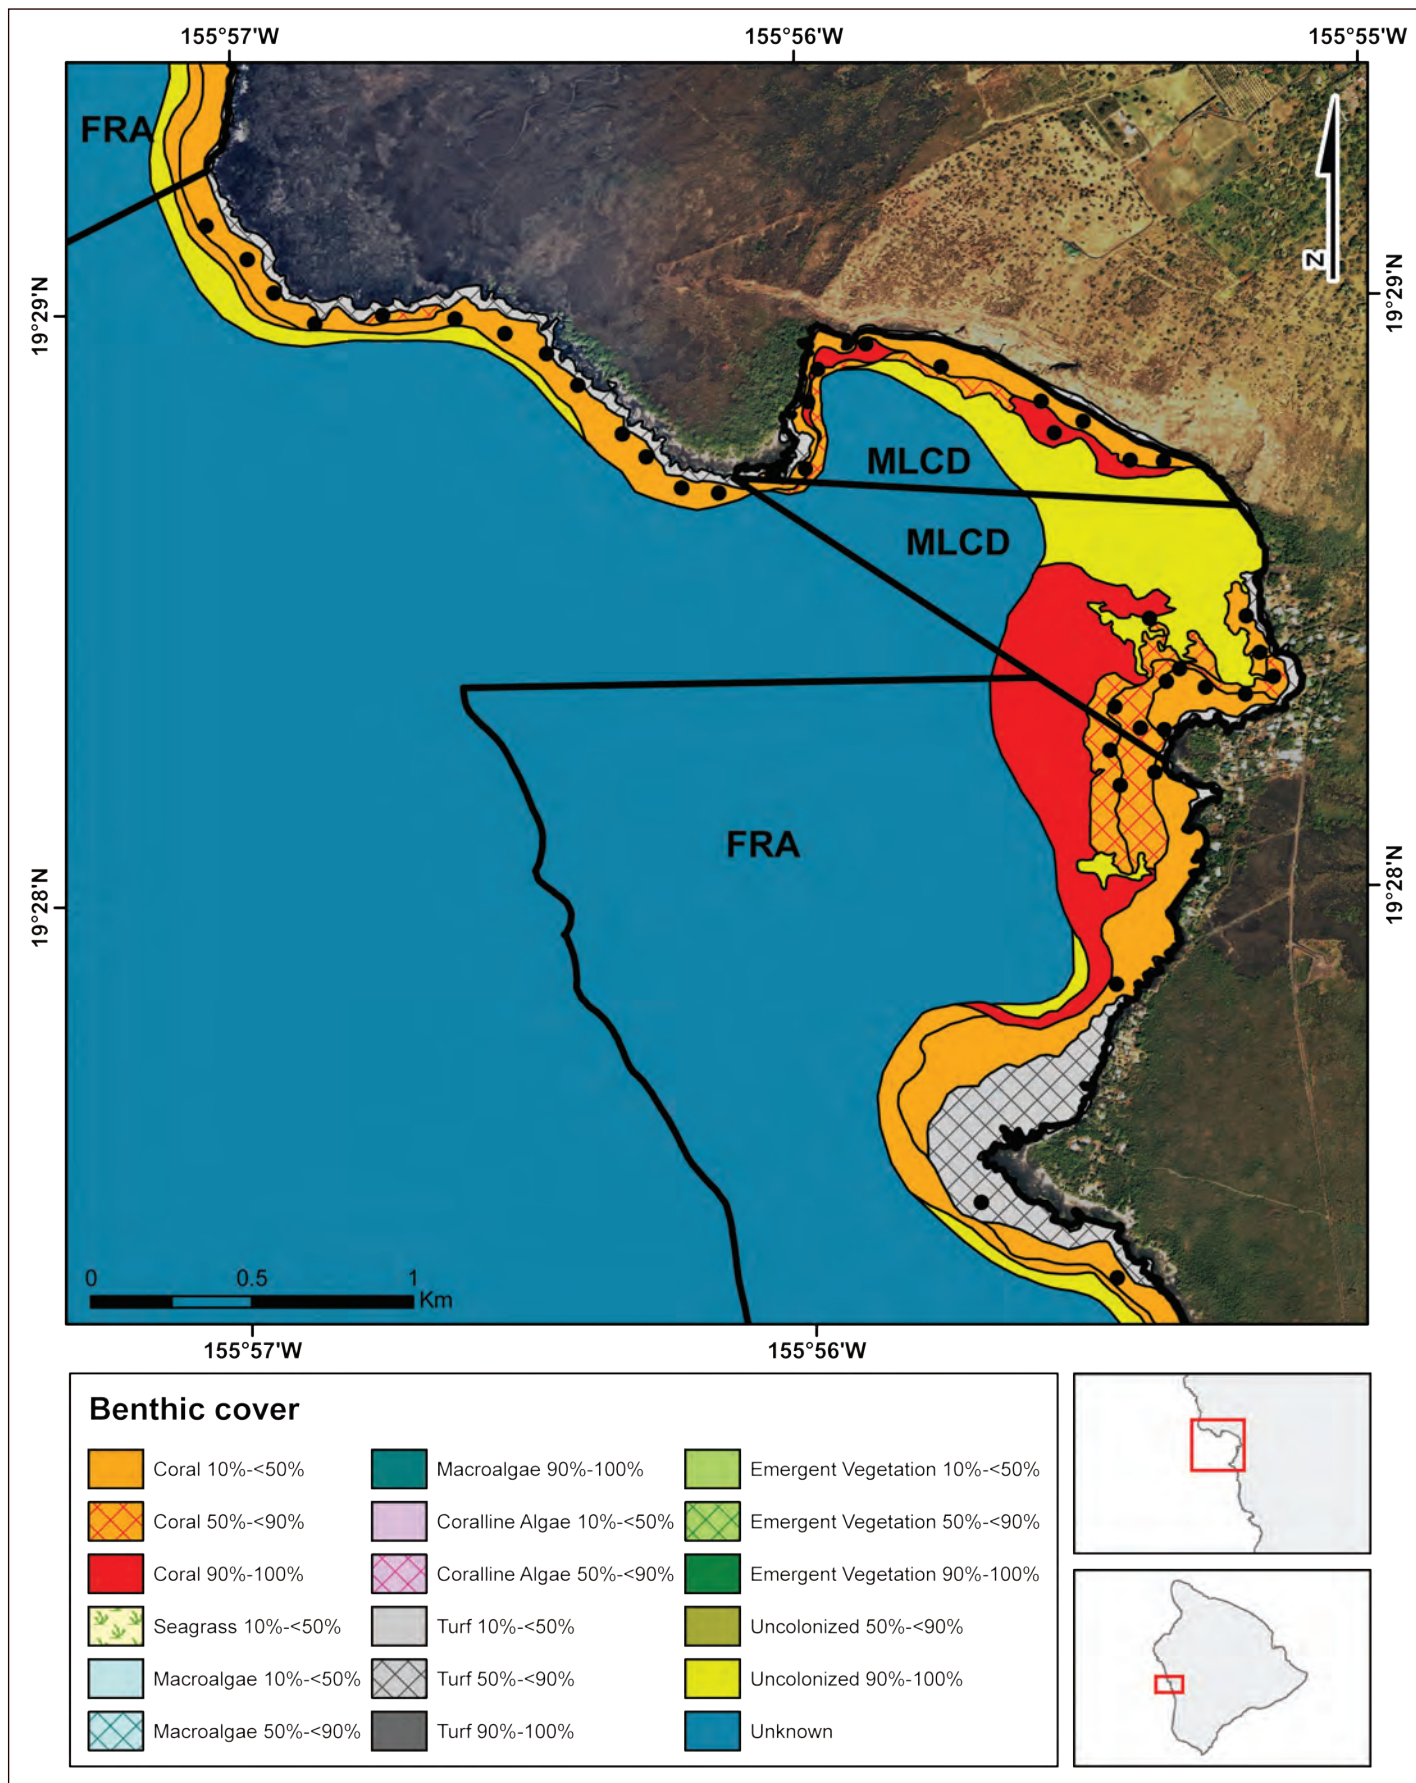 155°57'W 155°56'W 155°55'W
FRA
19°29'N 19°29'N
N
MLCD
MLCD
FRA
19°28'N 19°28'N
0 0.5 1
Km
155°57'W 155°56'W
Benthic cover
Coral 10%-<50%
Coral 50%-<90%
Coral 90%-100%
Seagrass 10%-<50%
Macroalgae 10%-<50%
Macroalgae 50%-<90%
Macroalgae 90%-100%
Coralline Algae 10%-<50%
Coralline Algae 50%-<90%
Turf 10%-<50%
Turf 50%-<90%
Turf 90%-100%
Emergent Vegetation 10%-<50%
Emergent Vegetation 50%-<90%
Emergent Vegetation 90%-100%
Uncolonized 50%-<90%
Uncolonized 90%-100%
Unknown